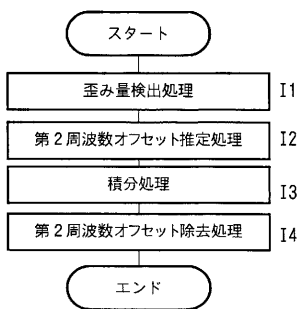 スタート
歪み量検出処理 I1
第2周波数オフセット推定処理 I2
積分処理 I3
第2周波数オフセット除去処理 I4
エンド